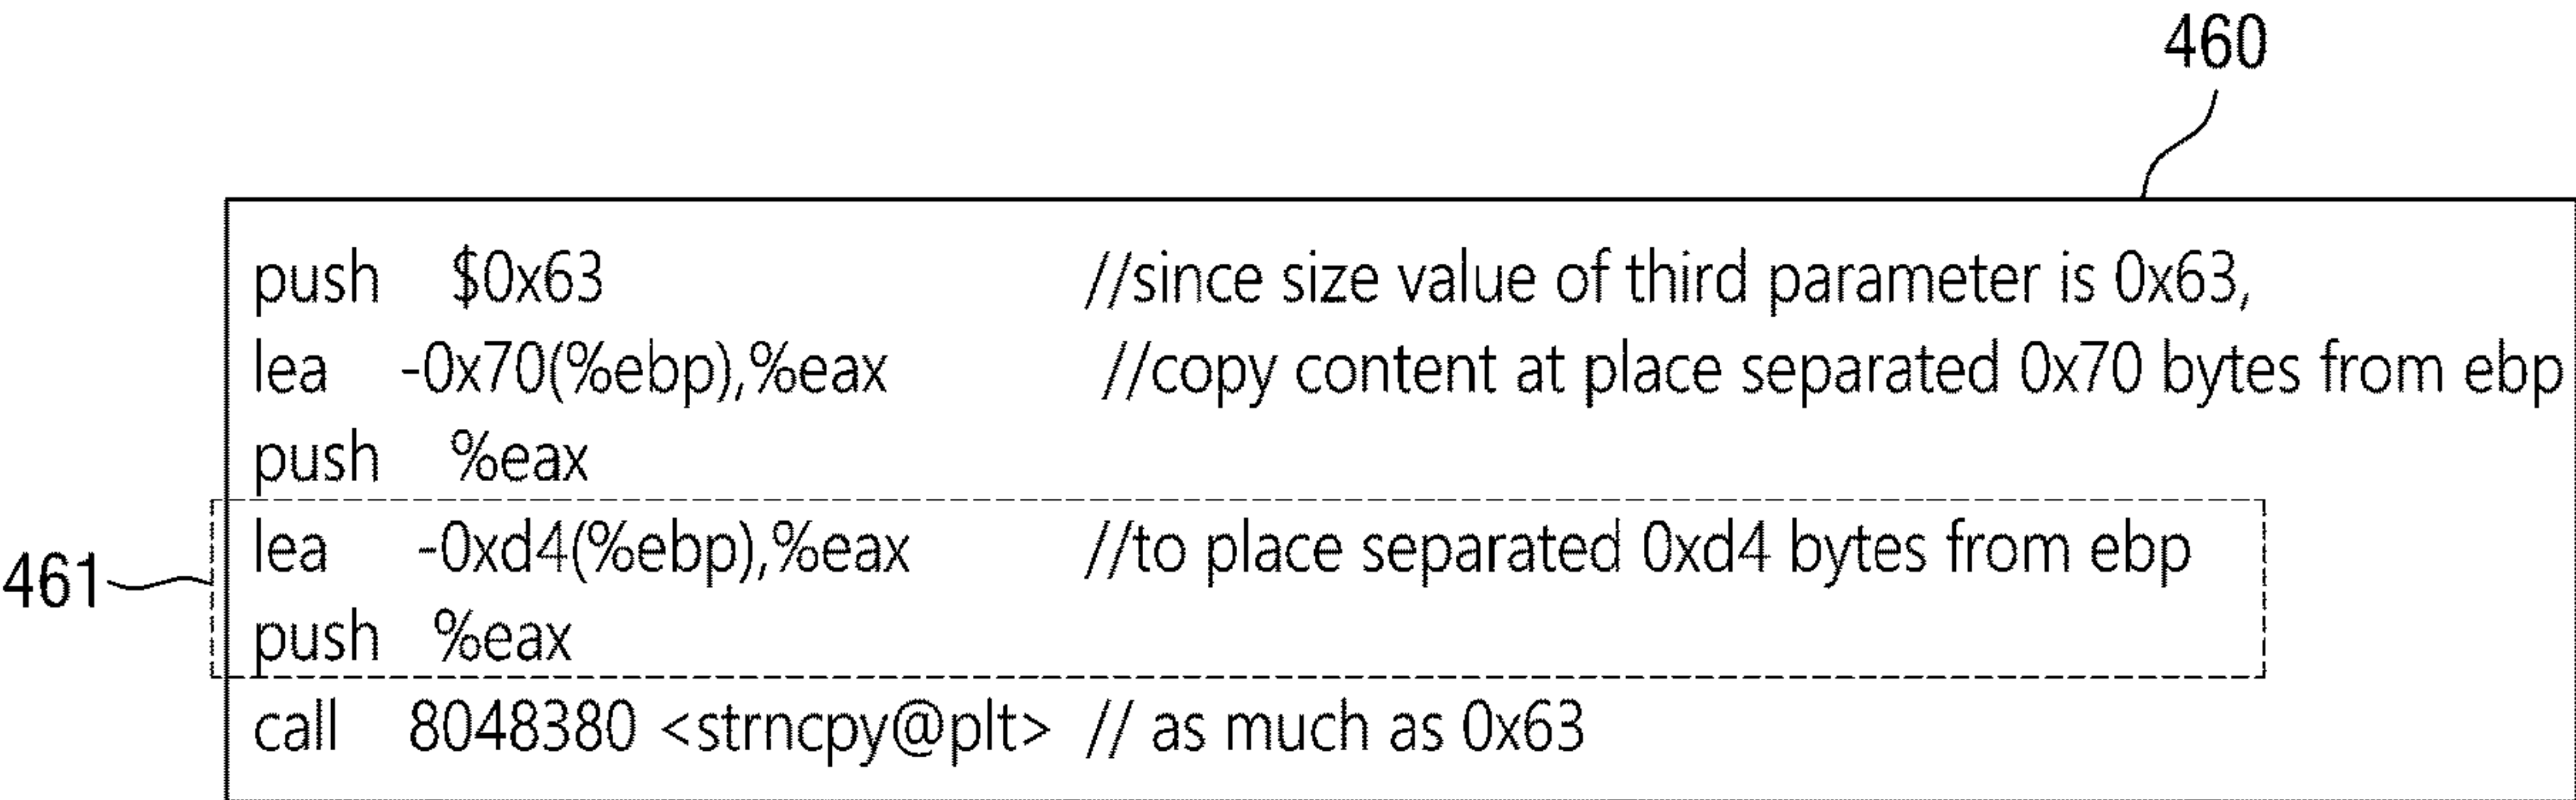 460
push $0x63 //since size value of third parameter is 0x63,
lea -0x70(%ebp),%eax //copy content at place separated 0x70 bytes from ebp
push %eax
461
lea -0xd4(%ebp),%eax //to place separated 0xd4 bytes from ebp
push %eax
call 8048380 <strncpy@plt> // as much as 0x63